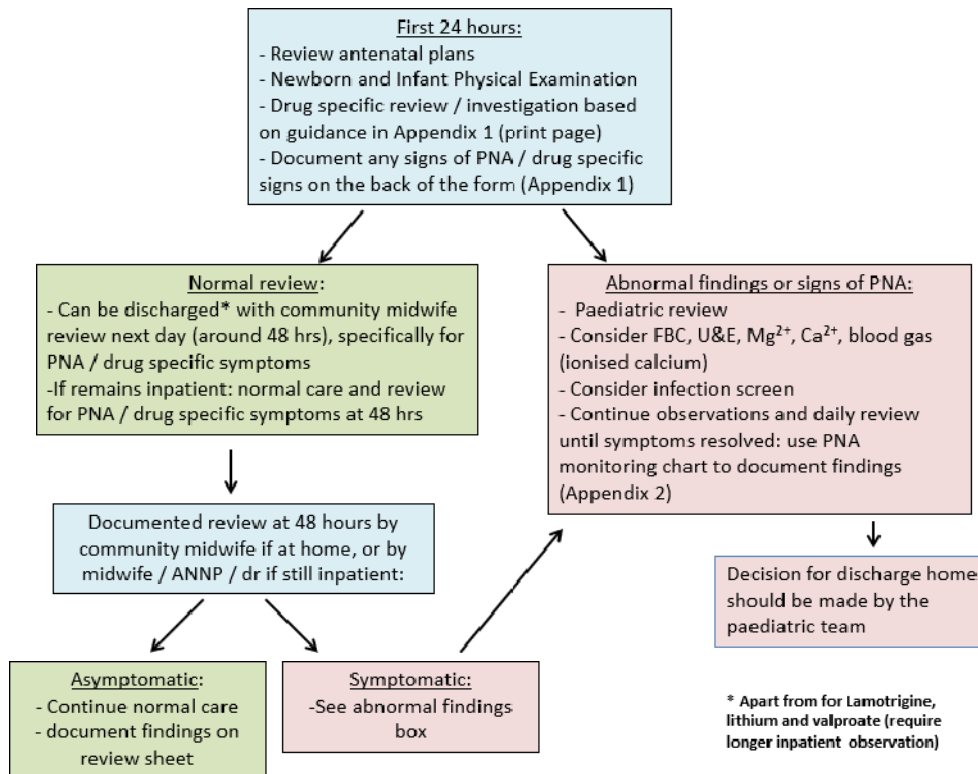 First 24 hours:
- Review antenatal plans
- Newborn and Infant Physical Examination
- Drug specific review / investigation based
on guidance in Appendix 1 (print page)
- Document any signs of PNA / drug specific
signs on the back of the form (Appendix 1)
Normal review:
- Can be discharged* with community midwife
review next day (around 48 hrs), specifically for
PNA / drug specific symptoms
-If remains inpatient: normal care and review
for PNA / drug specific symptoms at 48 hrs
Abnormal findings or signs of PNA:
- Paediatric review
- Consider FBC, U&E, Mg²⁺, Ca²⁺, blood gas
(ionised calcium)
- Consider infection screen
- Continue observations and daily review
until symptoms resolved: use PNA
monitoring chart to document findings
(Appendix 2)
Documented review at 48 hours by
community midwife if at home, or by
midwife / ANNP / dr if still inpatient:
Decision for discharge home
should be made by the
paediatric team
Asymptomatic:
- Continue normal care
- document findings on
review sheet
Symptomatic:
-See abnormal findings
box
* Apart from for Lamotrigine,
lithium and valproate (require
longer inpatient observation)